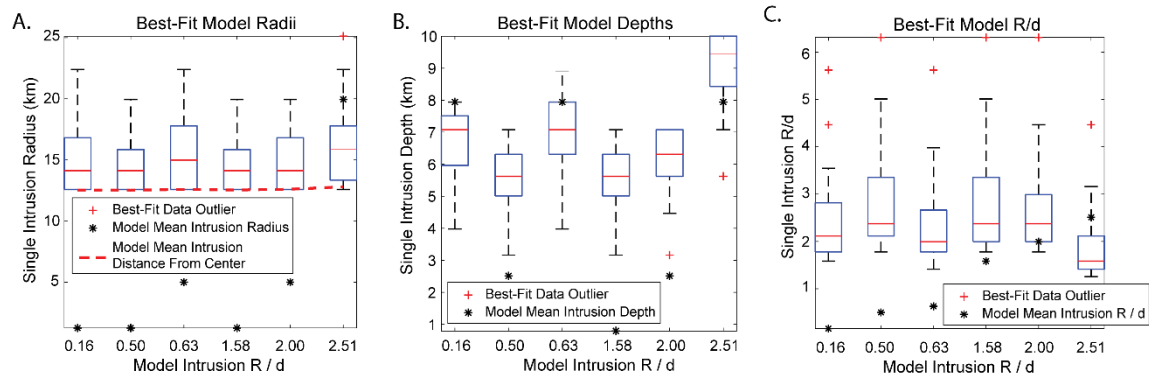 A.
Best-Fit Model Radii
25
20
15
10
5
Single Intrusion Radius (km)
Best-Fit Data Outlier
Model Mean Intrusion Radius
Model Mean Intrusion
Distance From Center
0.16 0.50 0.63 1.58 2.00 2.51
Model Intrusion R / d
B.
Best-Fit Model Depths
10
9
8
7
6
5
4
3
2
1
Single Intrusion Depth (km)
Best-Fit Data Outlier
Model Mean Intrusion Depth
0.16 0.50 0.63 1.58 2.00 2.51
Model Intrusion R / d
C.
Best-Fit Model R/d
6
5
4
3
2
1
Single Intrusion R/d
Best-Fit Data Outlier
Model Mean Intrusion R / d
0.16 0.50 0.63 1.58 2.00 2.51
Model Intrusion R / d